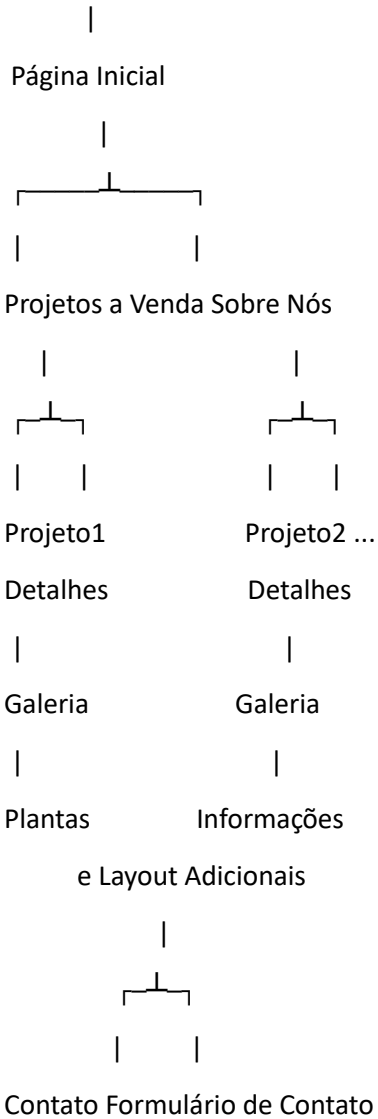 Página Inicial
Projetos a Venda Sobre Nós
Projeto1 Projeto2 ...
Detalhes Detalhes
Galeria Galeria
Plantas Informações
e Layout Adicionais
Contato Formulário de Contato